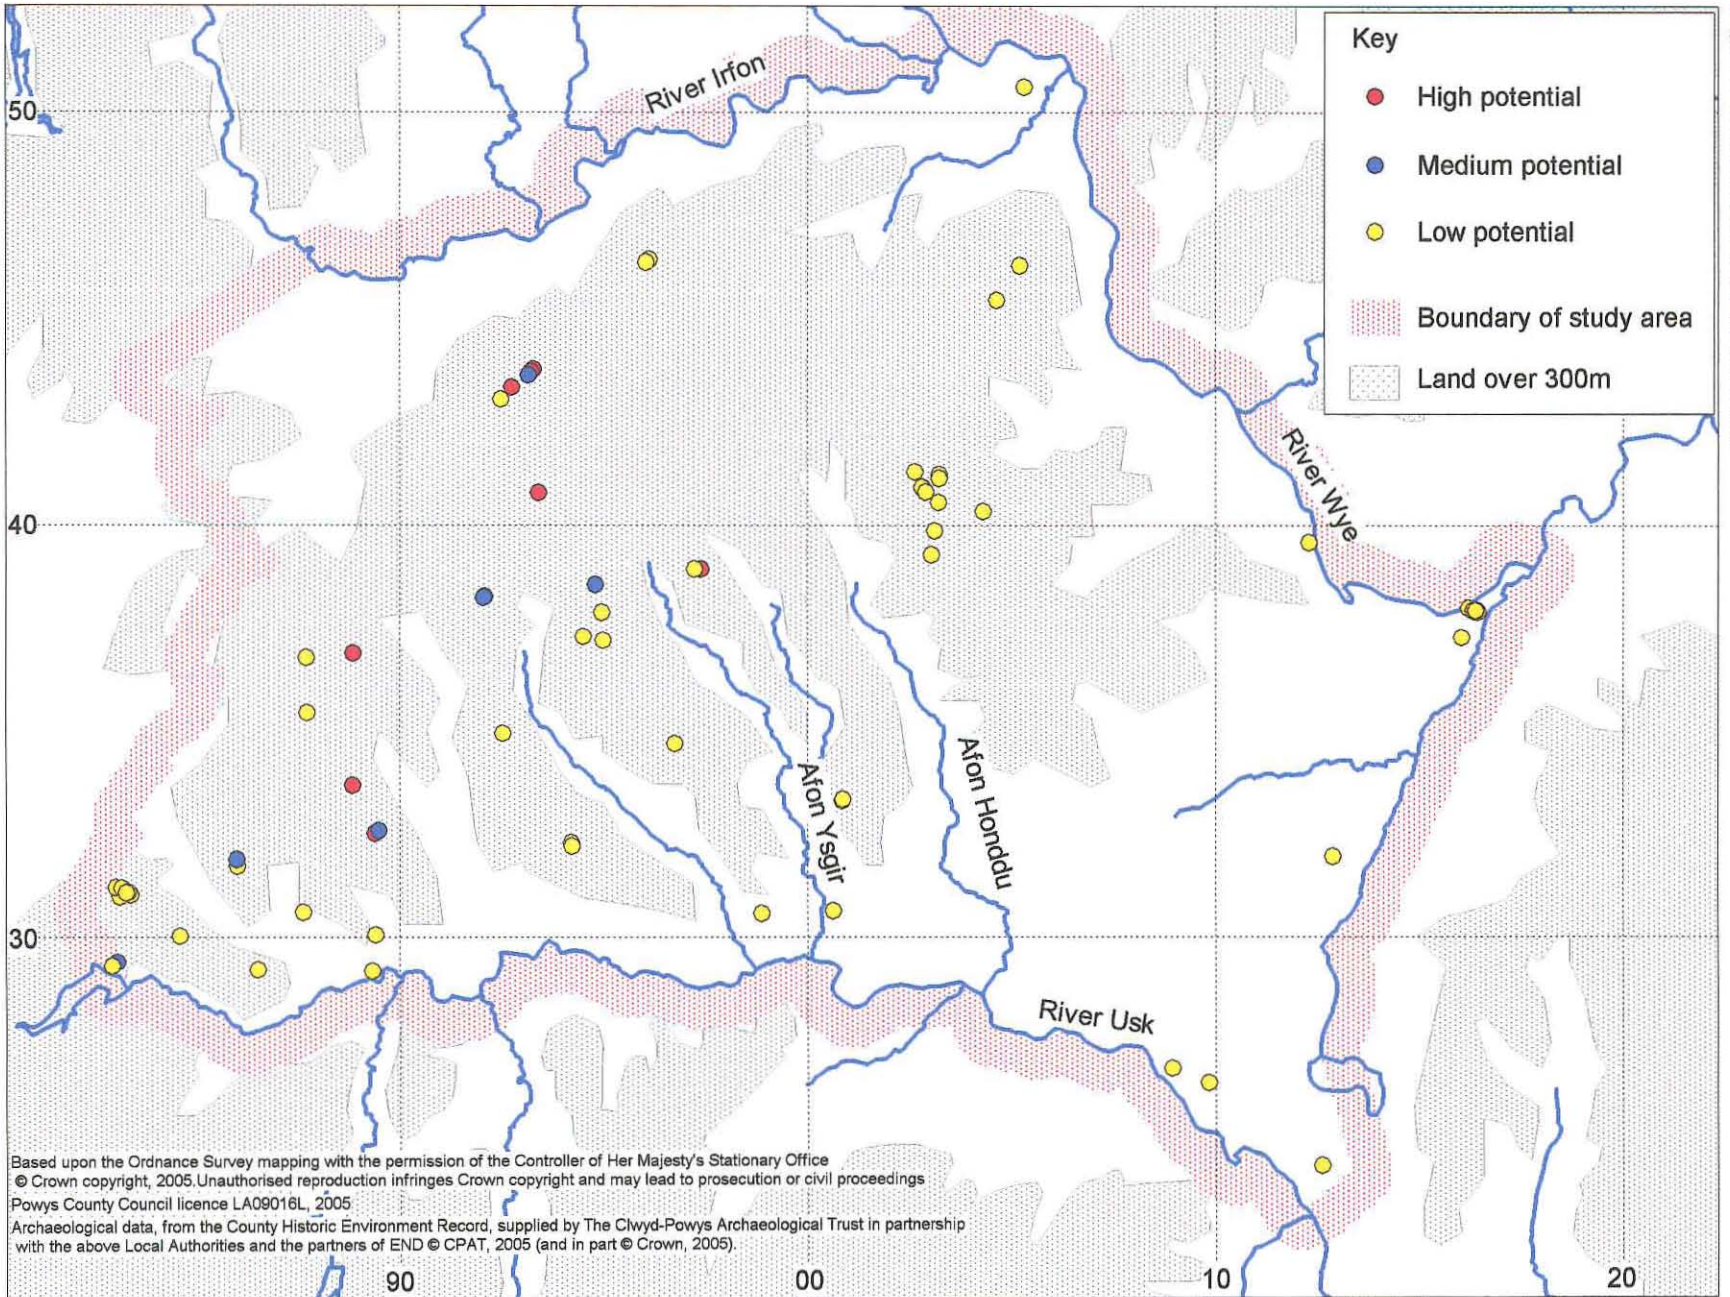 River Irfon
Key
High potential
Medium potential
Low potential
Boundary of study area
Land over 300m
50
River Wye
40
Afon Ysgir
Afon Honddu
30
River Usk
Based upon the Ordnance Survey mapping with the permission of the Controller of Her Majesty's Stationary Office
© Crown copyright, 2005.Unauthorised reproduction infringes Crown copyright and may lead to prosecution or civil proceedings
Powys County Council licence LA09016L, 2005
Archaeological data, from the County Historic Environment Record, supplied by The Clwyd-Powys Archaeological Trust in partnership
with the above Local Authorities and the partners of END © CPAT, 2005 (and in part © Crown, 2005).
90
00
10
20